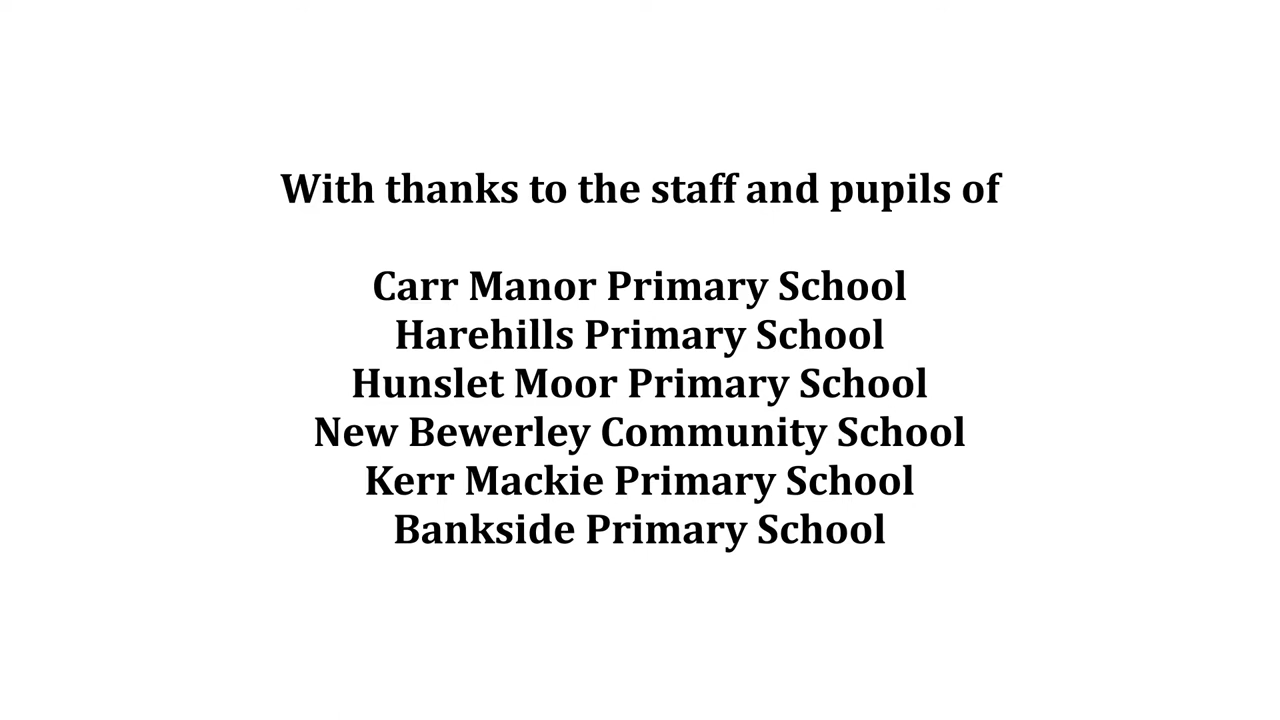 With thanks to the staff and pupils of
Carr Manor Primary School
Harehills Primary School
Hunslet Moor Primary School
New Bewerley Community School
Kerr Mackie Primary School
Bankside Primary School